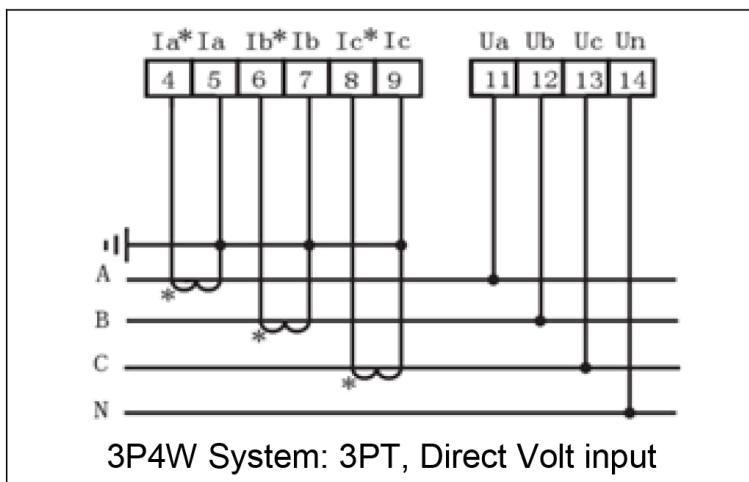 Ia* Ia Ib* Ib Ic* Ic Ua Ub Uc Un
4 5 6 7 8 9 11 12 13 14
A
*
B
*
C
*
N
3P4W System: 3PT, Direct Volt input